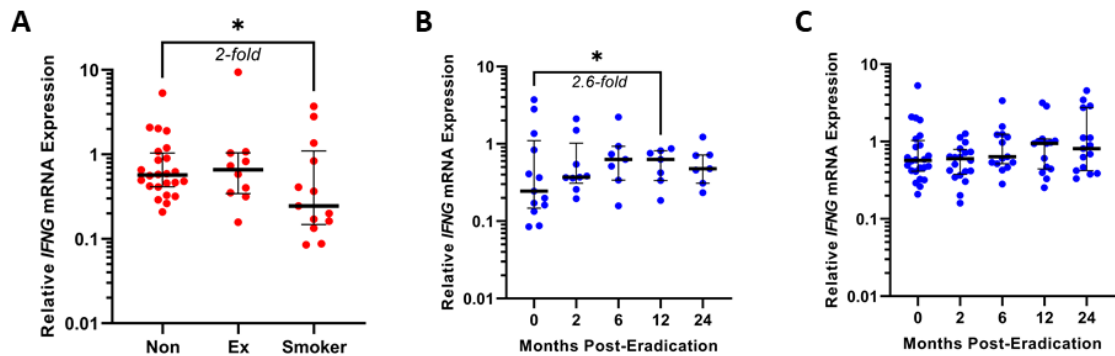 A
Relative IFNG mRNA Expression
10
1
0.1
0.01
*
2-fold
Non Ex Smoker
B
Relative IFNG mRNA Expression
10
1
0.1
0.01
*
2.6-fold
0 2 6 12 24
Months Post-Eradication
C
Relative IFNG mRNA Expression
10
1
0.1
0.01
0 2 6 12 24
Months Post-Eradication